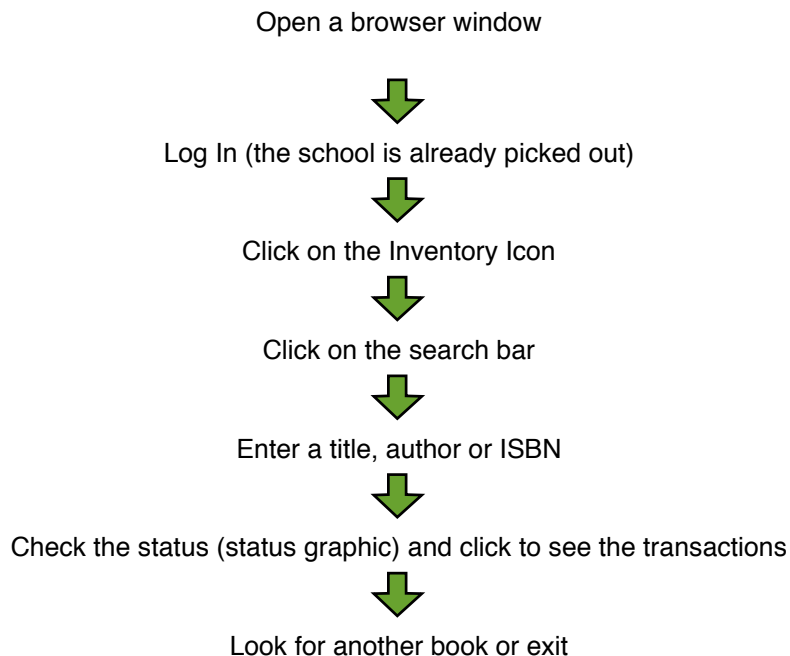 Open a browser window
Log In (the school is already picked out)
Click on the Inventory Icon
Click on the search bar
Enter a title, author or ISBN
Check the status (status graphic) and click to see the transactions
Look for another book or exit